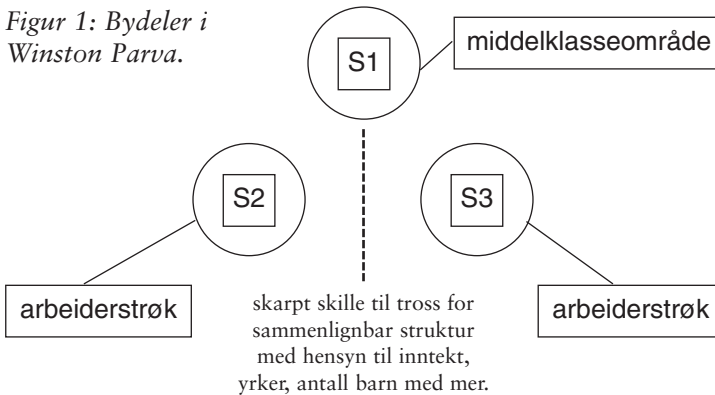 Figur 1: Bydeler i
Winston Parva.
S1
middelklasseområde
S2
S3
arbeiderstrøk
skarpt skille til tross for
sammenlignbar struktur
med hensyn til inntekt,
yrker, antall barn med mer.
arbeiderstrøk